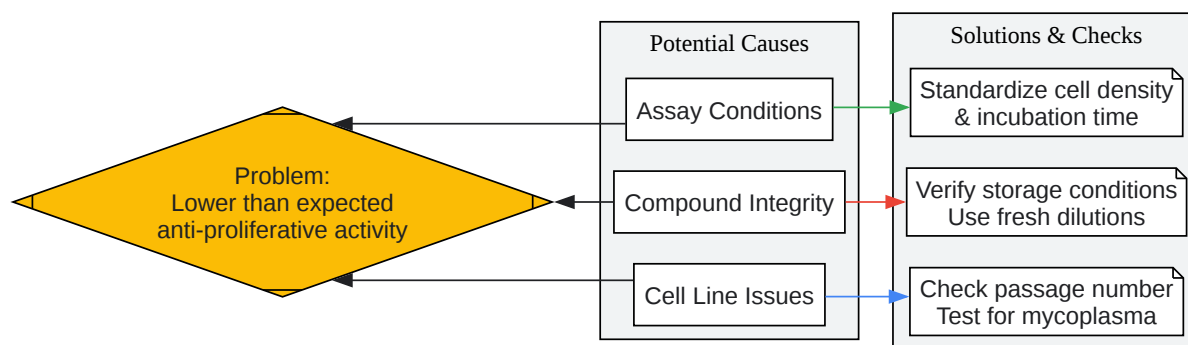 Problem:
Lower than expected
anti-proliferative activity
Potential Causes
Assay Conditions
Compound Integrity
Cell Line Issues
Solutions & Checks
Standardize cell density
& incubation time
Verify storage conditions
Use fresh dilutions
Check passage number
Test for mycoplasma